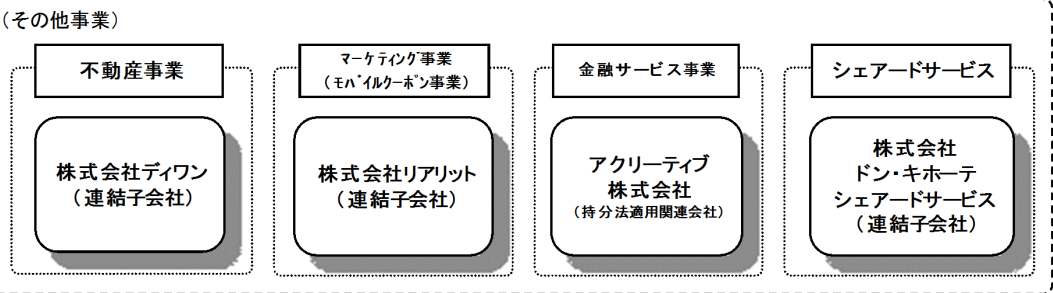 （その他事業）
不動産事業
株式会社ディワン
（連結子会社）
マーケティング事業
（モバイルクーポン事業）
株式会社リアリット
（連結子会社）
金融サービス事業
アクリーティブ
株式会社
（持分法適用関連会社）
シェアードサービス
株式会社
ドン・キホーテ
シェアードサービス
（連結子会社）